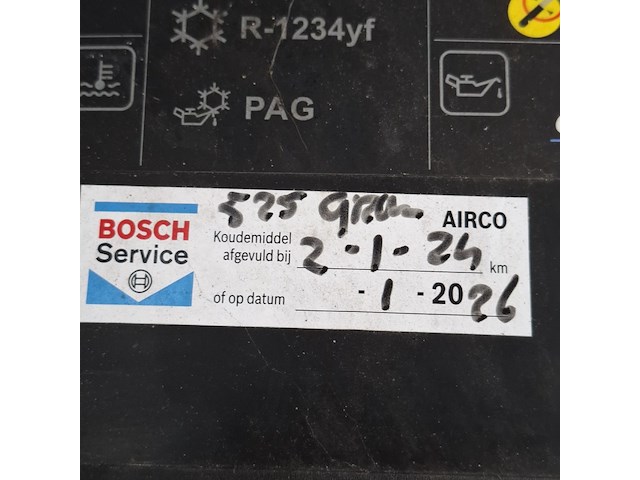 R-1234yf
PAG
525 gram
BOSCH
Service
AIRCO
Koudemiddel
afgevuld bij 2-1-24 km
of op datum -1-2026